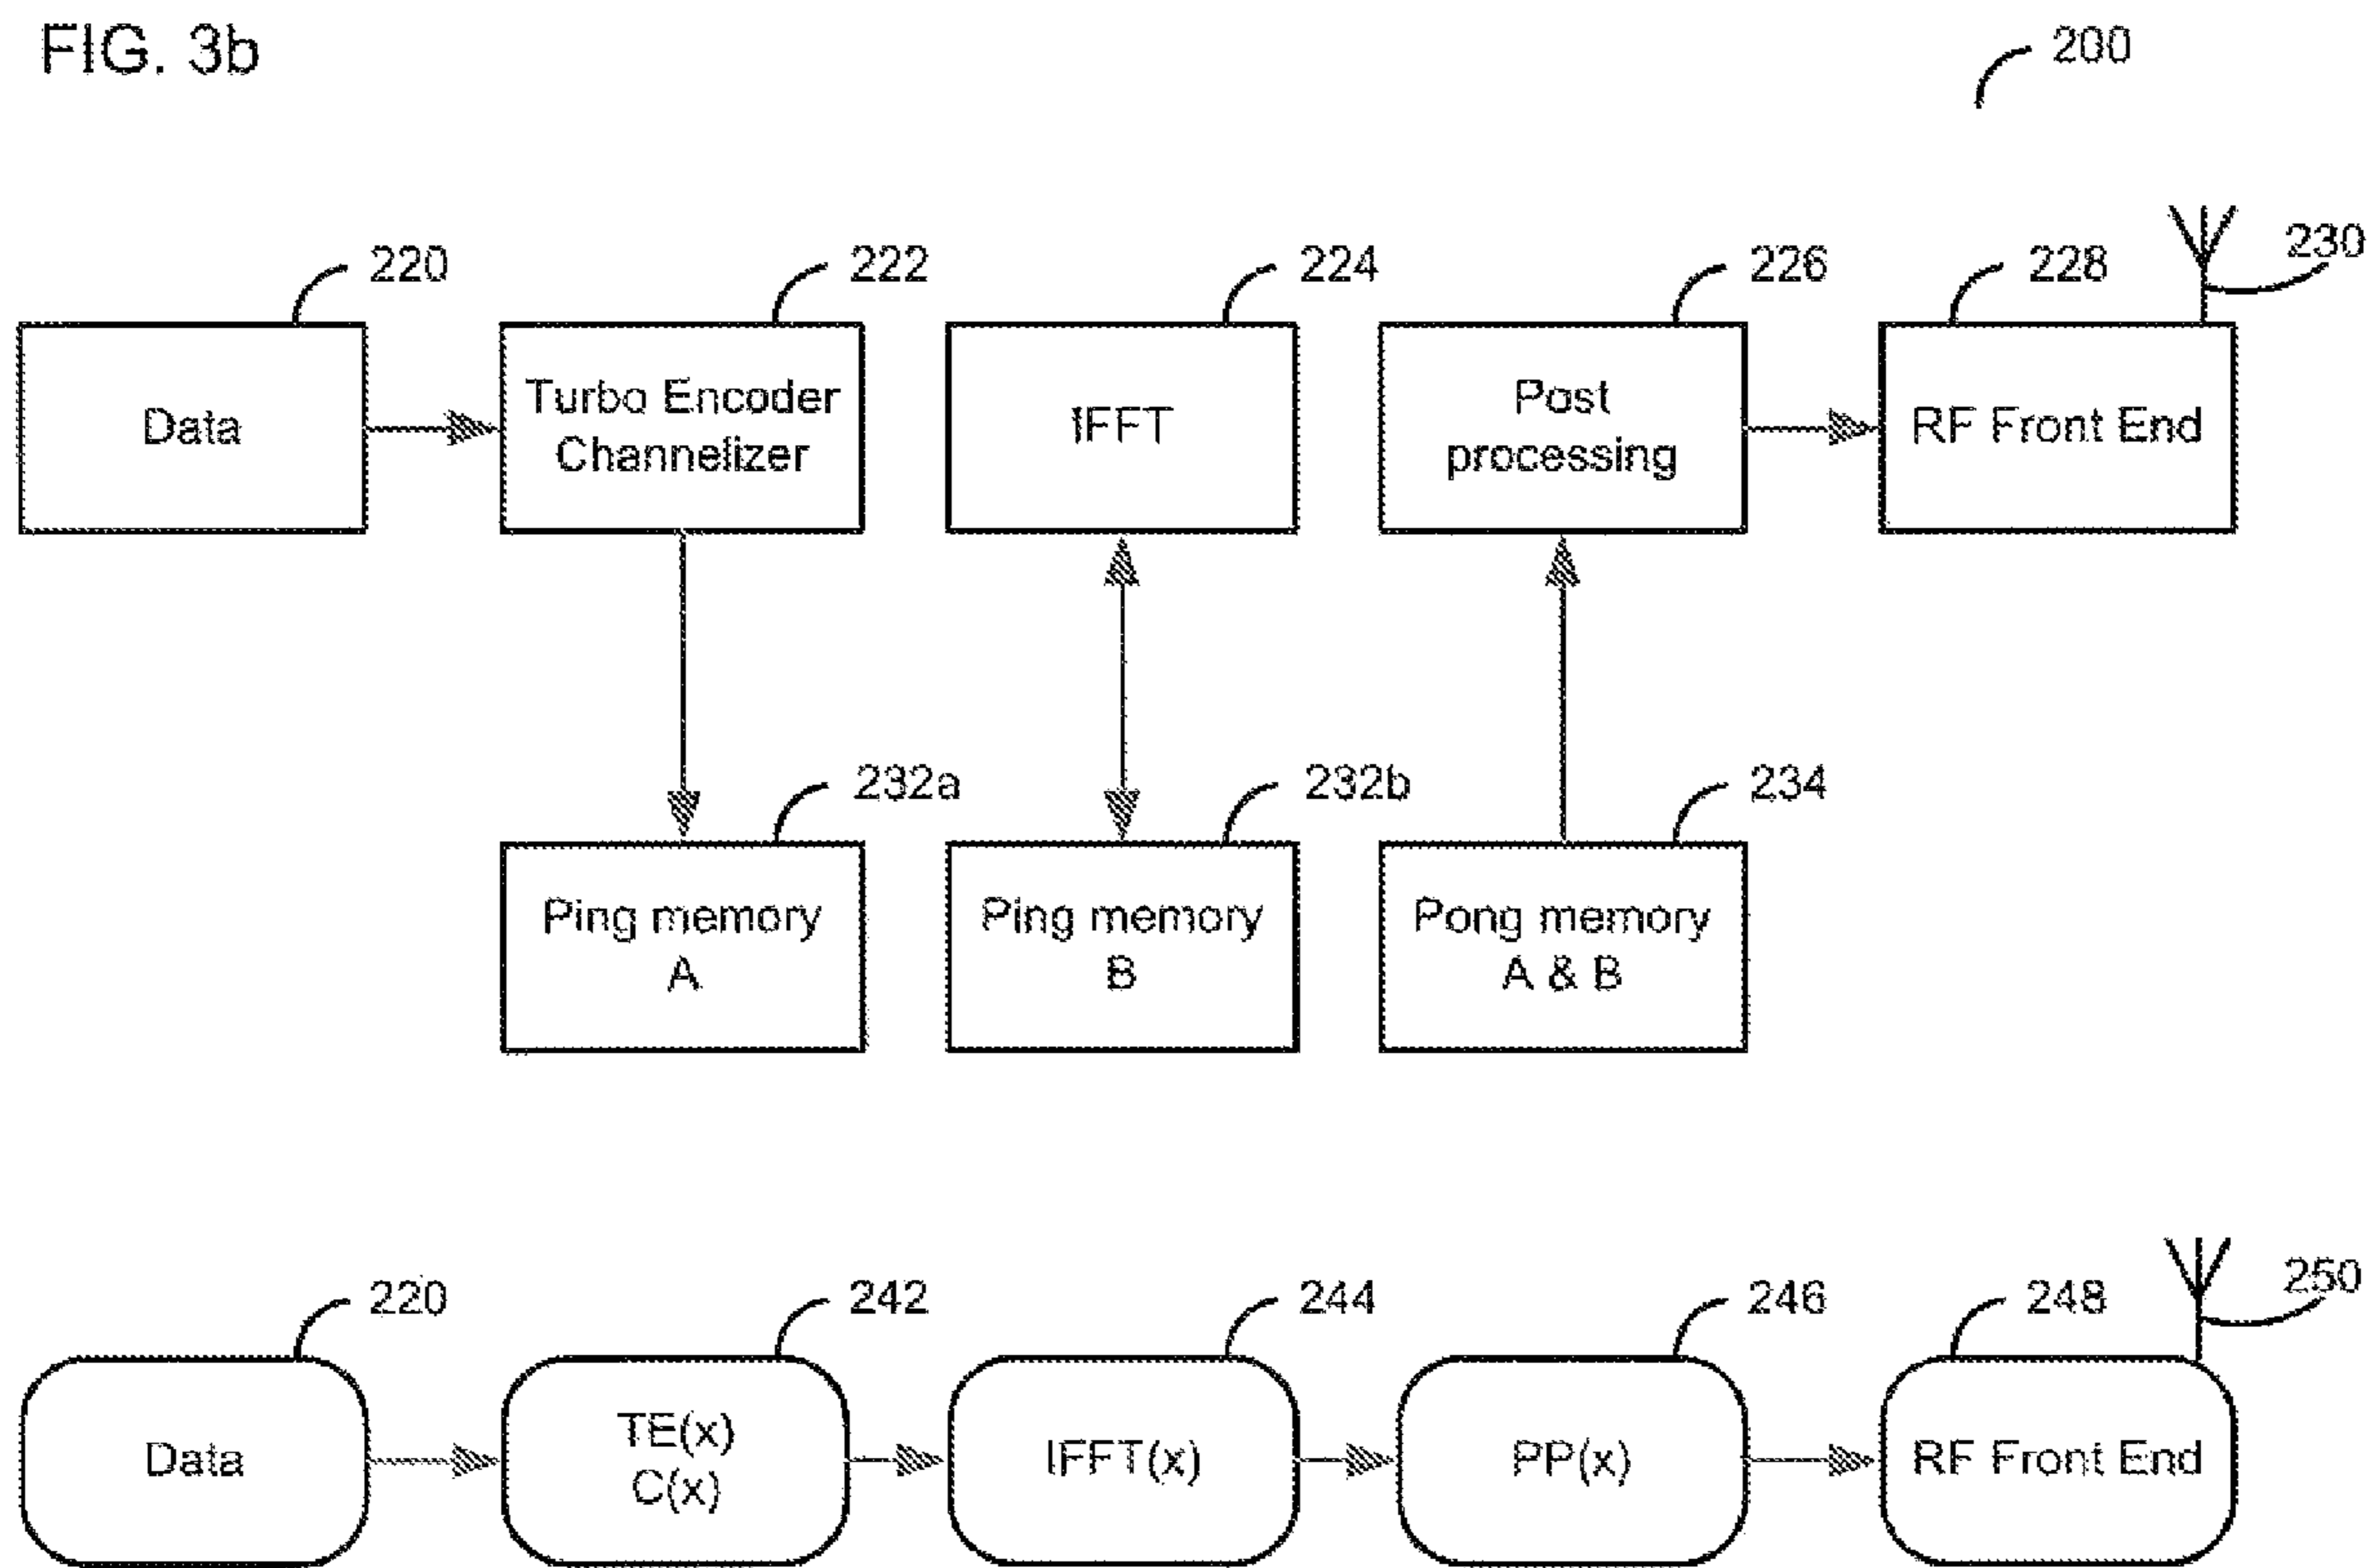 FIG. 3b
200
220
222
224
226
228
230
Data
Turbo Encoder
Channelizer
IFFT
Post
processing
RF Front End
232a
232b
234
Ping memory
A
Ping memory
B
Pong memory
A & B
220
242
244
246
248
250
Data
TE(x)
C(x)
IFFT(x)
PP(x)
RF Front End